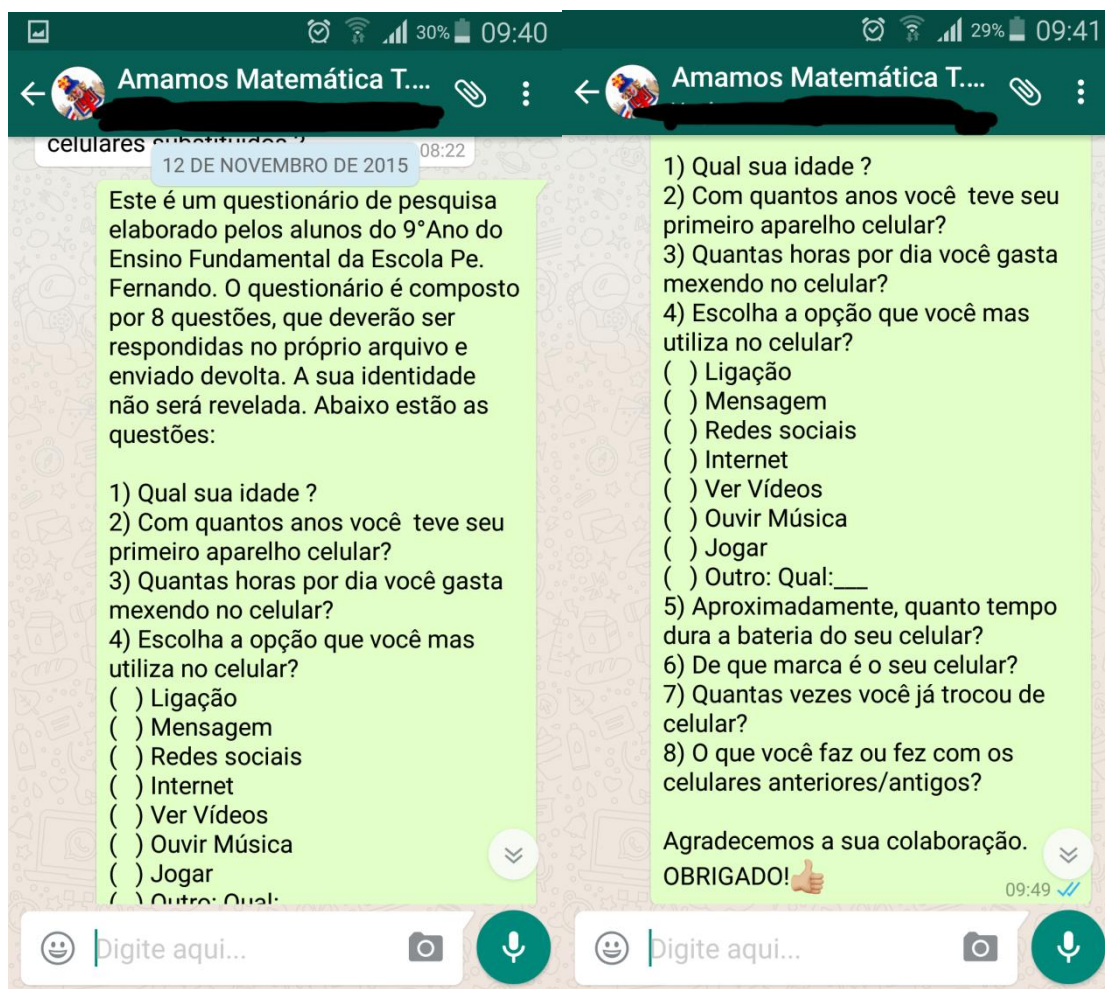 30% 09:40
Amamos Matemática T....
celulares substituidos ?
08:22
12 DE NOVEMBRO DE 2015
Este é um questionário de pesquisa
elaborado pelos alunos do 9°Ano do
Ensino Fundamental da Escola Pe.
Fernando. O questionário é composto
por 8 questões, que deverão ser
respondidas no próprio arquivo e
enviado devolta. A sua identidade
não será revelada. Abaixo estão as
questões:
1) Qual sua idade ?
2) Com quantos anos você  teve seu
primeiro aparelho celular?
3) Quantas horas por dia você gasta
mexendo no celular?
4) Escolha a opção que você mas
utiliza no celular?
(  ) Ligação
(  ) Mensagem
(  ) Redes sociais
(  ) Internet
(  ) Ver Vídeos
(  ) Ouvir Música
(  ) Jogar
(  ) Outro: Qual:
Digite aqui...
29% 09:41
Amamos Matemática T....
1) Qual sua idade ?
2) Com quantos anos você  teve seu
primeiro aparelho celular?
3) Quantas horas por dia você gasta
mexendo no celular?
4) Escolha a opção que você mas
utiliza no celular?
(  ) Ligação
(  ) Mensagem
(  ) Redes sociais
(  ) Internet
(  ) Ver Vídeos
(  ) Ouvir Música
(  ) Jogar
(  ) Outro: Qual:___
5) Aproximadamente, quanto tempo
dura a bateria do seu celular?
6) De que marca é o seu celular?
7) Quantas vezes você já trocou de
celular?
8) O que você faz ou fez com os
celulares anteriores/antigos?
Agradecemos a sua colaboração.
OBRIGADO!👍🏼
09:49
Digite aqui...